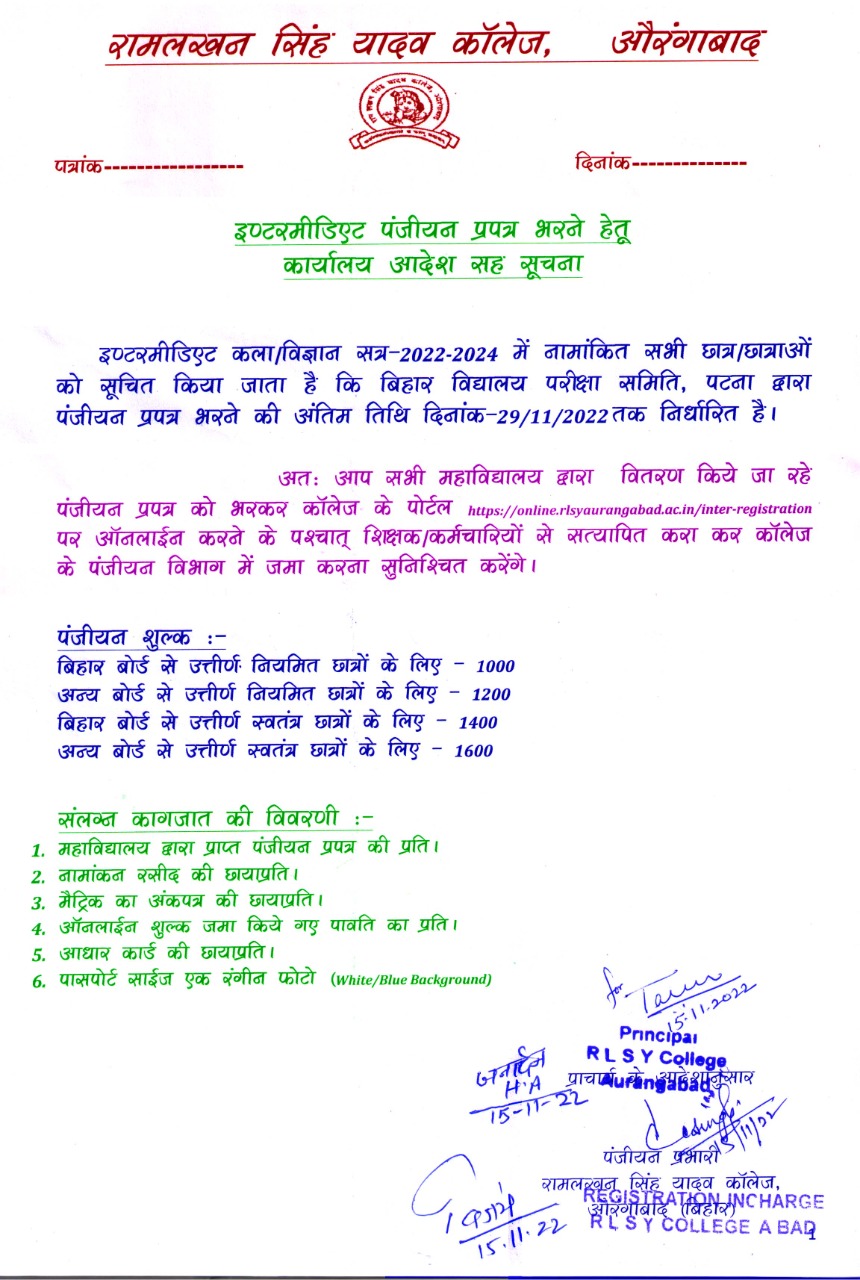 रामलखन सिंह यादव कॉलेज, औरंगाबाद
पत्रांक-----------------
दिनांक--------------
इण्टरमीडिएट पंजीयन प्रपत्र भरने हेतू
कार्यालय आदेश सह सूचना
इण्टरमीडिएट कला/विज्ञान सत्र–2022-2024 में नामांकित सभी छात्र/छात्राओं
को सूचित किया जाता है कि बिहार विद्यालय परीक्षा समिति, पटना द्वारा
पंजीयन प्रपत्र भरने की अंतिम तिथि दिनांक–29/11/2022 तक निर्धारित है।
अतः आप सभी महाविद्यालय द्वारा वितरण किये जा रहे
पंजीयन प्रपत्र को भरकर कॉलेज के पोर्टल https://online.rlsyaurangabad.ac.in/inter-registration
पर ऑनलाईन करने के पश्चात् शिक्षक/कर्मचारियों से सत्यापित करा कर कॉलेज
के पंजीयन विभाग में जमा करना सुनिश्चित करेंगे।
पंजीयन शुल्क :–
बिहार बोर्ड से उत्तीर्ण नियमित छात्रों के लिए – 1000
अन्य बोर्ड से उत्तीर्ण नियमित छात्रों के लिए – 1200
बिहार बोर्ड से उत्तीर्ण स्वतंत्र छात्रों के लिए – 1400
अन्य बोर्ड से उत्तीर्ण स्वतंत्र छात्रों के लिए – 1600
संलग्न कागजात की विवरणी :–
1. महाविद्यालय द्वारा प्राप्त पंजीयन प्रपत्र की प्रति।
2. नामांकन रसीद की छायाप्रति।
3. मैट्रिक का अंकपत्र की छायाप्रति।
4. ऑनलाईन शुल्क जमा किये गए पावति का प्रति।
5. आधार कार्ड की छायाप्रति।
6. पासपोर्ट साईज एक रंगीन फोटो (White/Blue Background)
for
15.11.2022
Principal
R L S Y College
Aurangabad
प्राचार्य के आदेशानुसार
जनार्दन
H.A
15-11-22
15/11/22
पंजीयन प्रभारी
रामलखन सिंह यादव कॉलेज,
औरंगाबाद (बिहार)
REGISTRATION INCHARGE
R L S Y COLLEGE A BAD
15.11.22
1